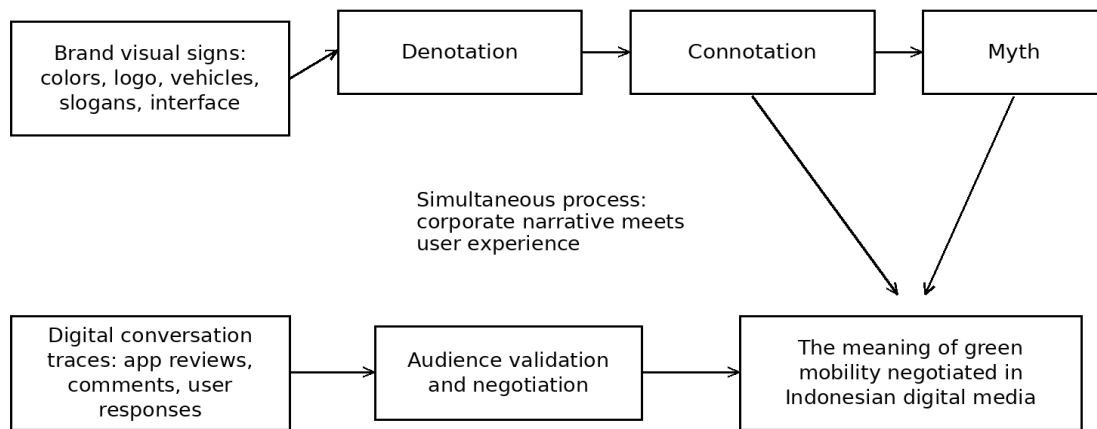 Brand visual signs:
colors, logo, vehicles,
slogans, interface
Denotation
Connotation
Myth
Simultaneous process:
corporate narrative meets
user experience
Digital conversation
traces: app reviews,
comments, user
responses
Audience validation
and negotiation
The meaning of green
mobility negotiated in
Indonesian digital media